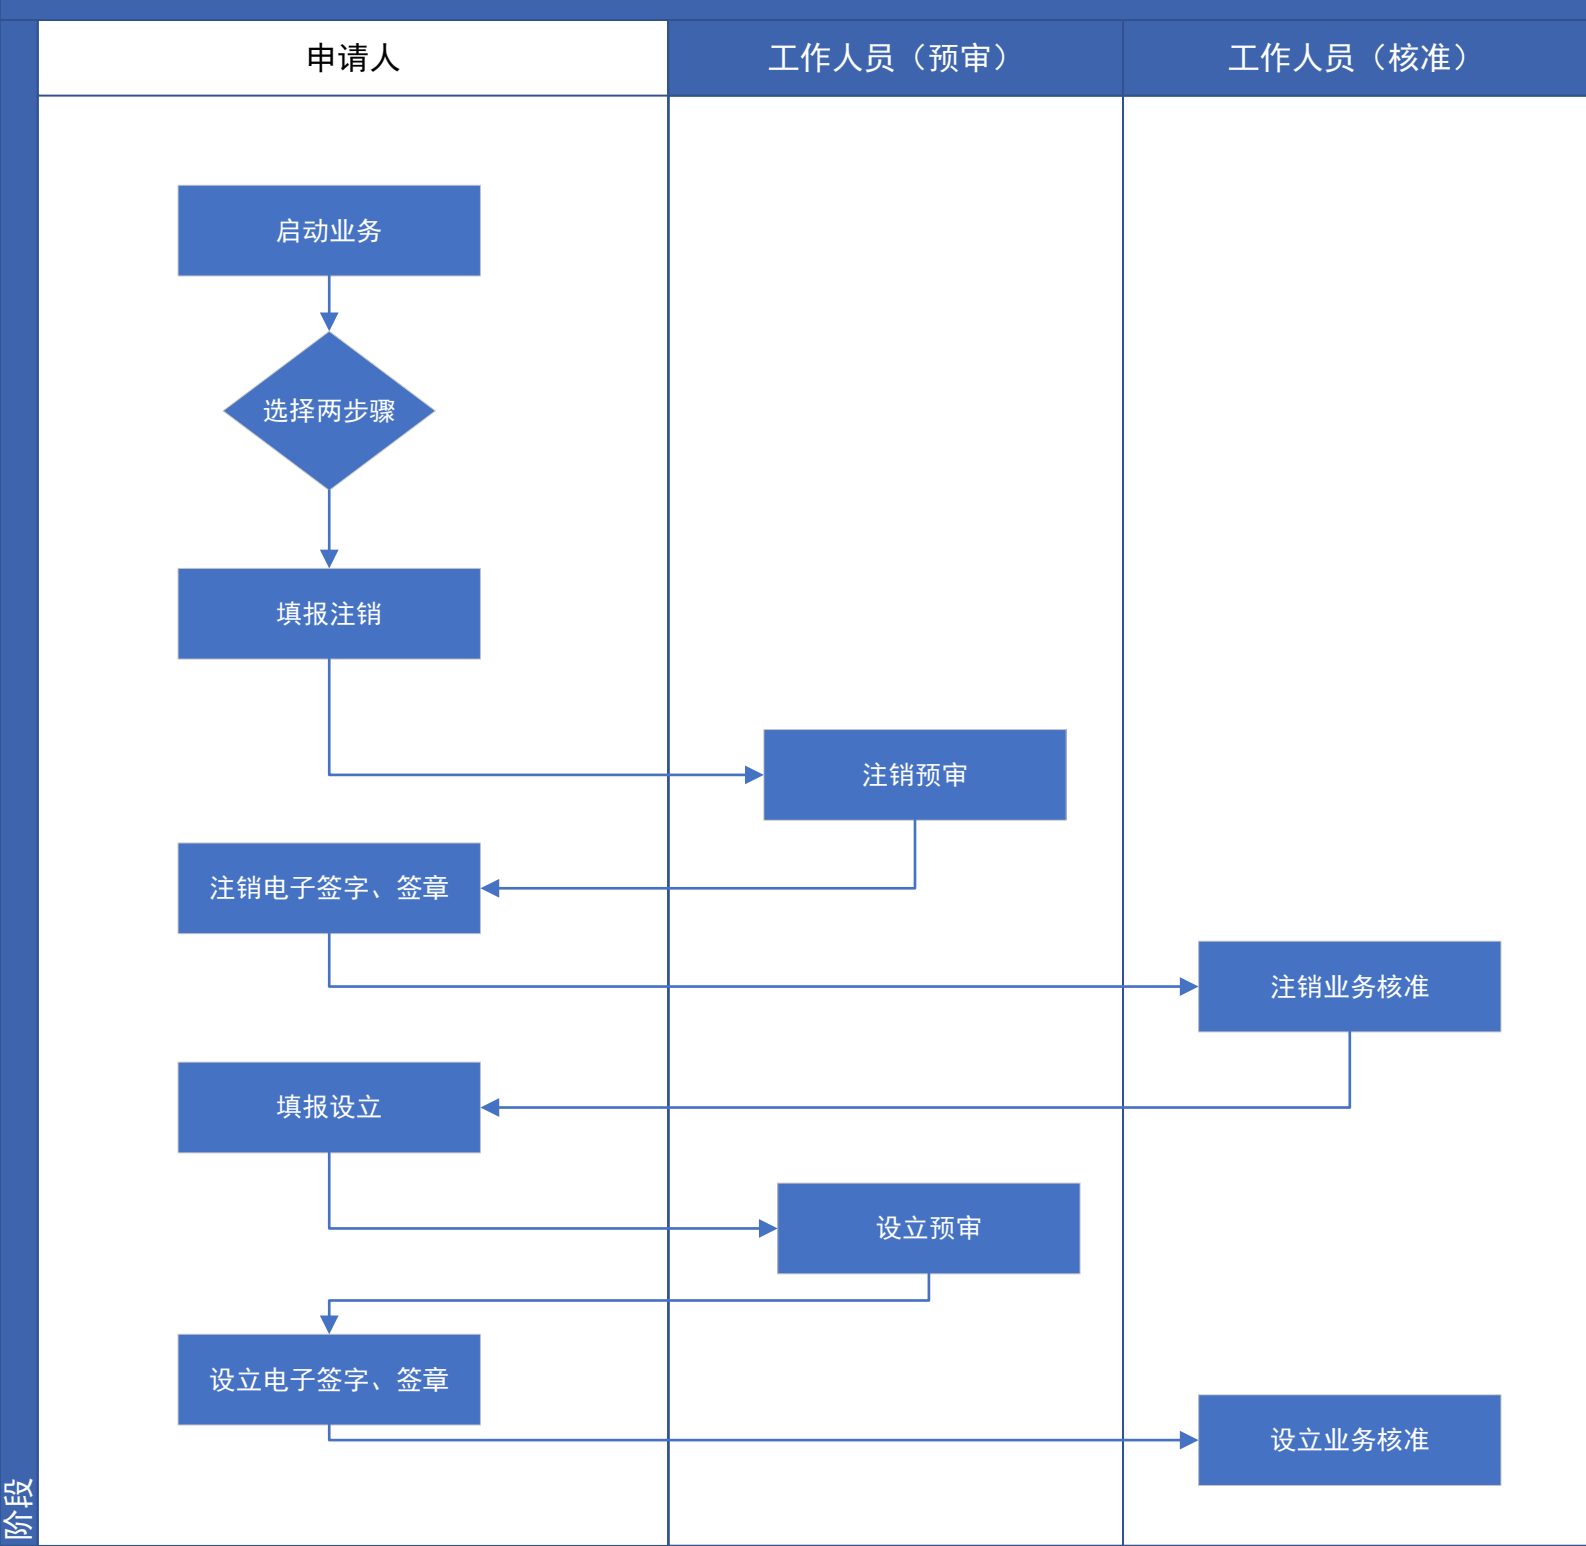 申请人
工作人员（预审）
工作人员（核准）
启动业务
选择两步骤
填报注销
注销预审
注销电子签字、签章
注销业务核准
填报设立
设立预审
设立电子签字、签章
设立业务核准
阶段